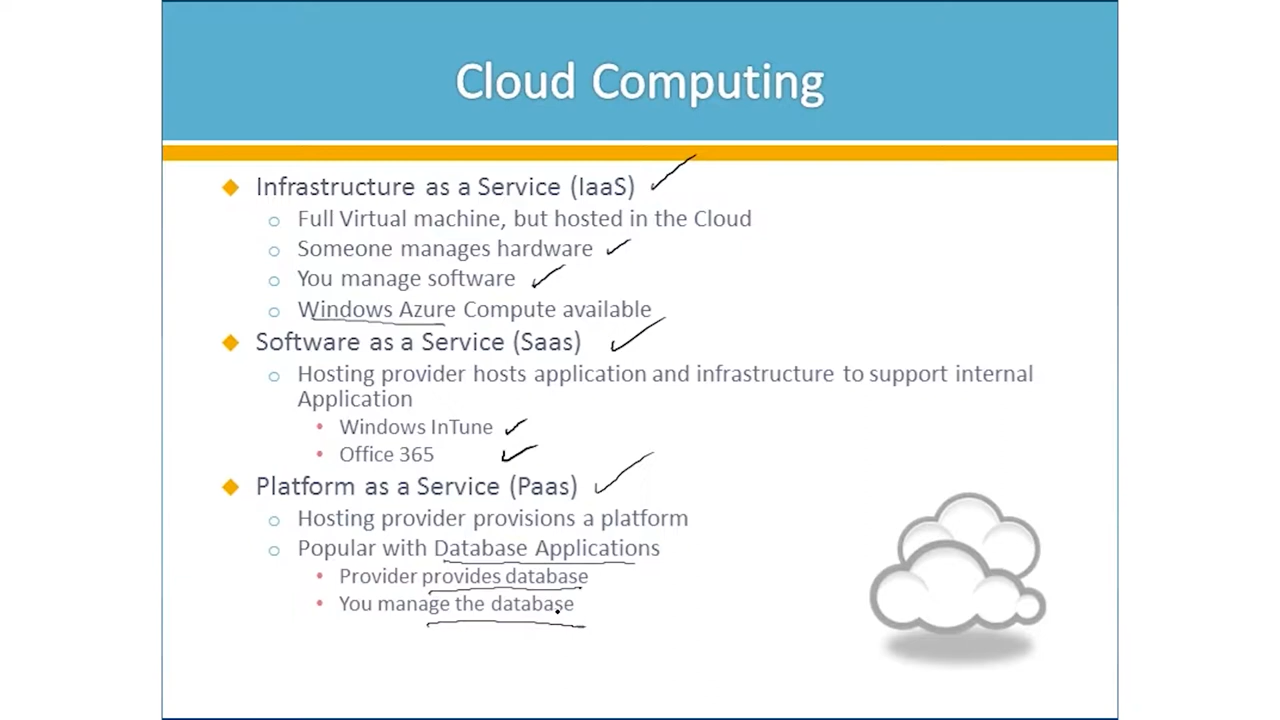 Cloud Computing
Infrastructure as a Service (IaaS)
Full Virtual machine, but hosted in the Cloud
Someone manages hardware
You manage software
Windows Azure Compute available
Software as a Service (Saas)
Hosting provider hosts application and infrastructure to support internal
Application
Windows InTune
Office 365
Platform as a Service (Paas)
Hosting provider provisions a platform
Popular with Database Applications
Provider provides database
You manage the database